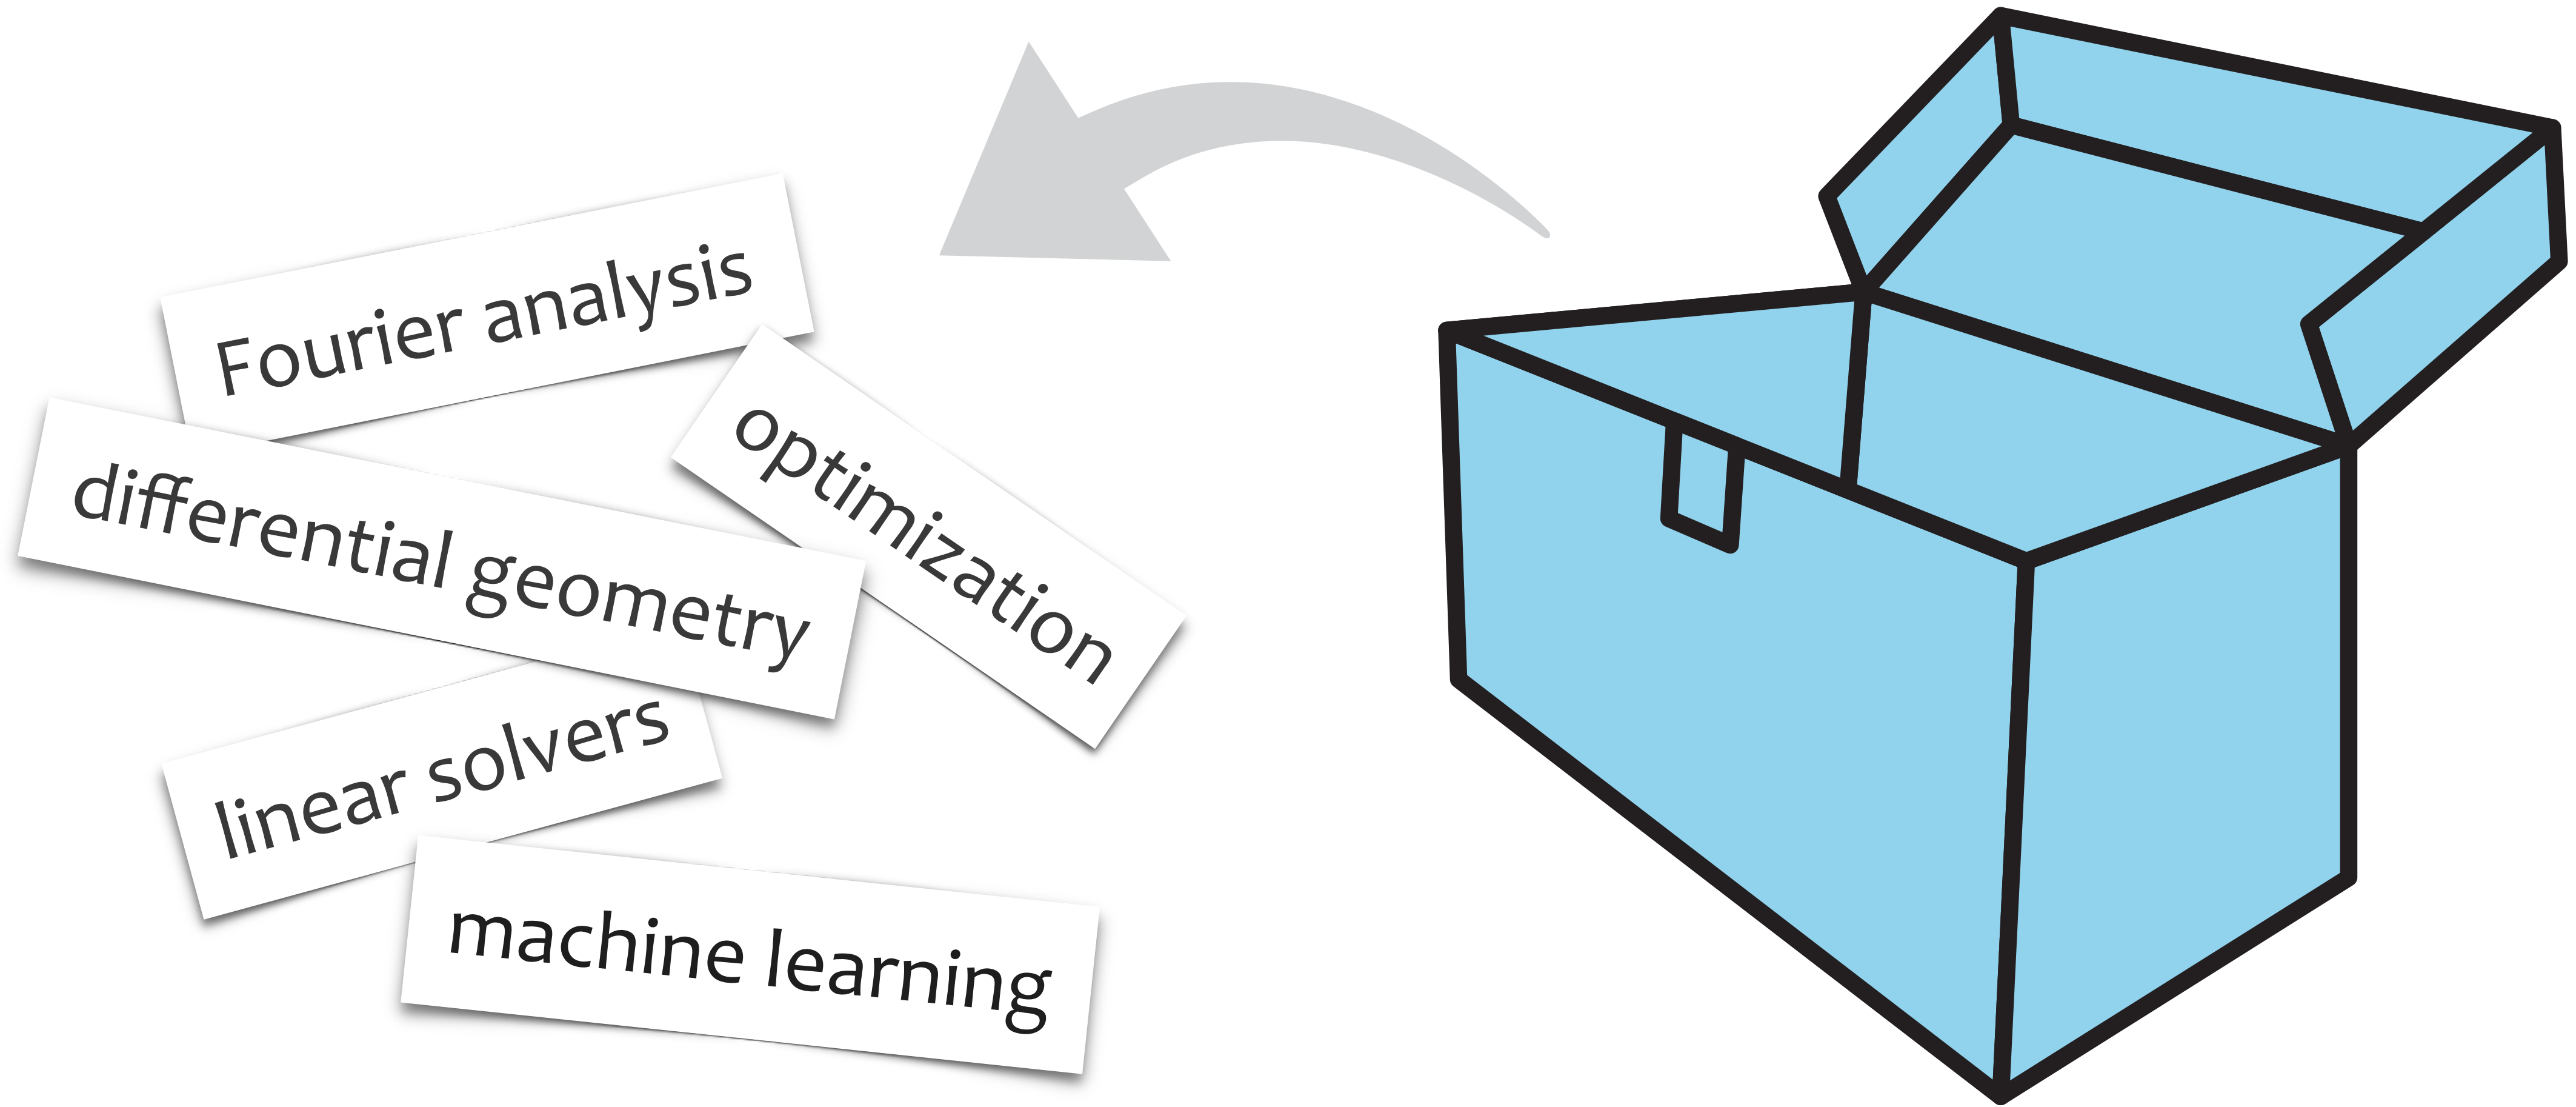 Fourier analysis
optimization
differential geometry
linear solvers
machine learning